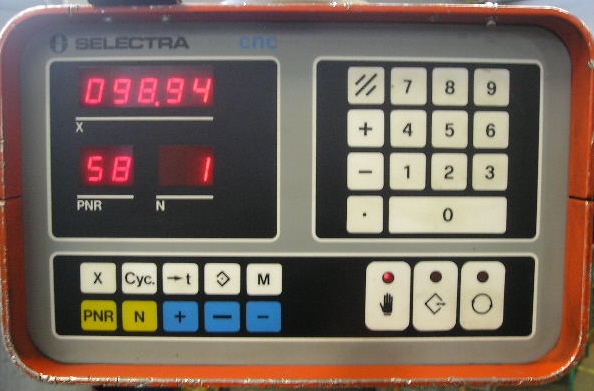 SELECTRA cnc
098.94
X
58 1
PNR N
7 8 9
+ 4 5 6
- 1 2 3
. 0
X Cyc. →t M
PNR N + - -